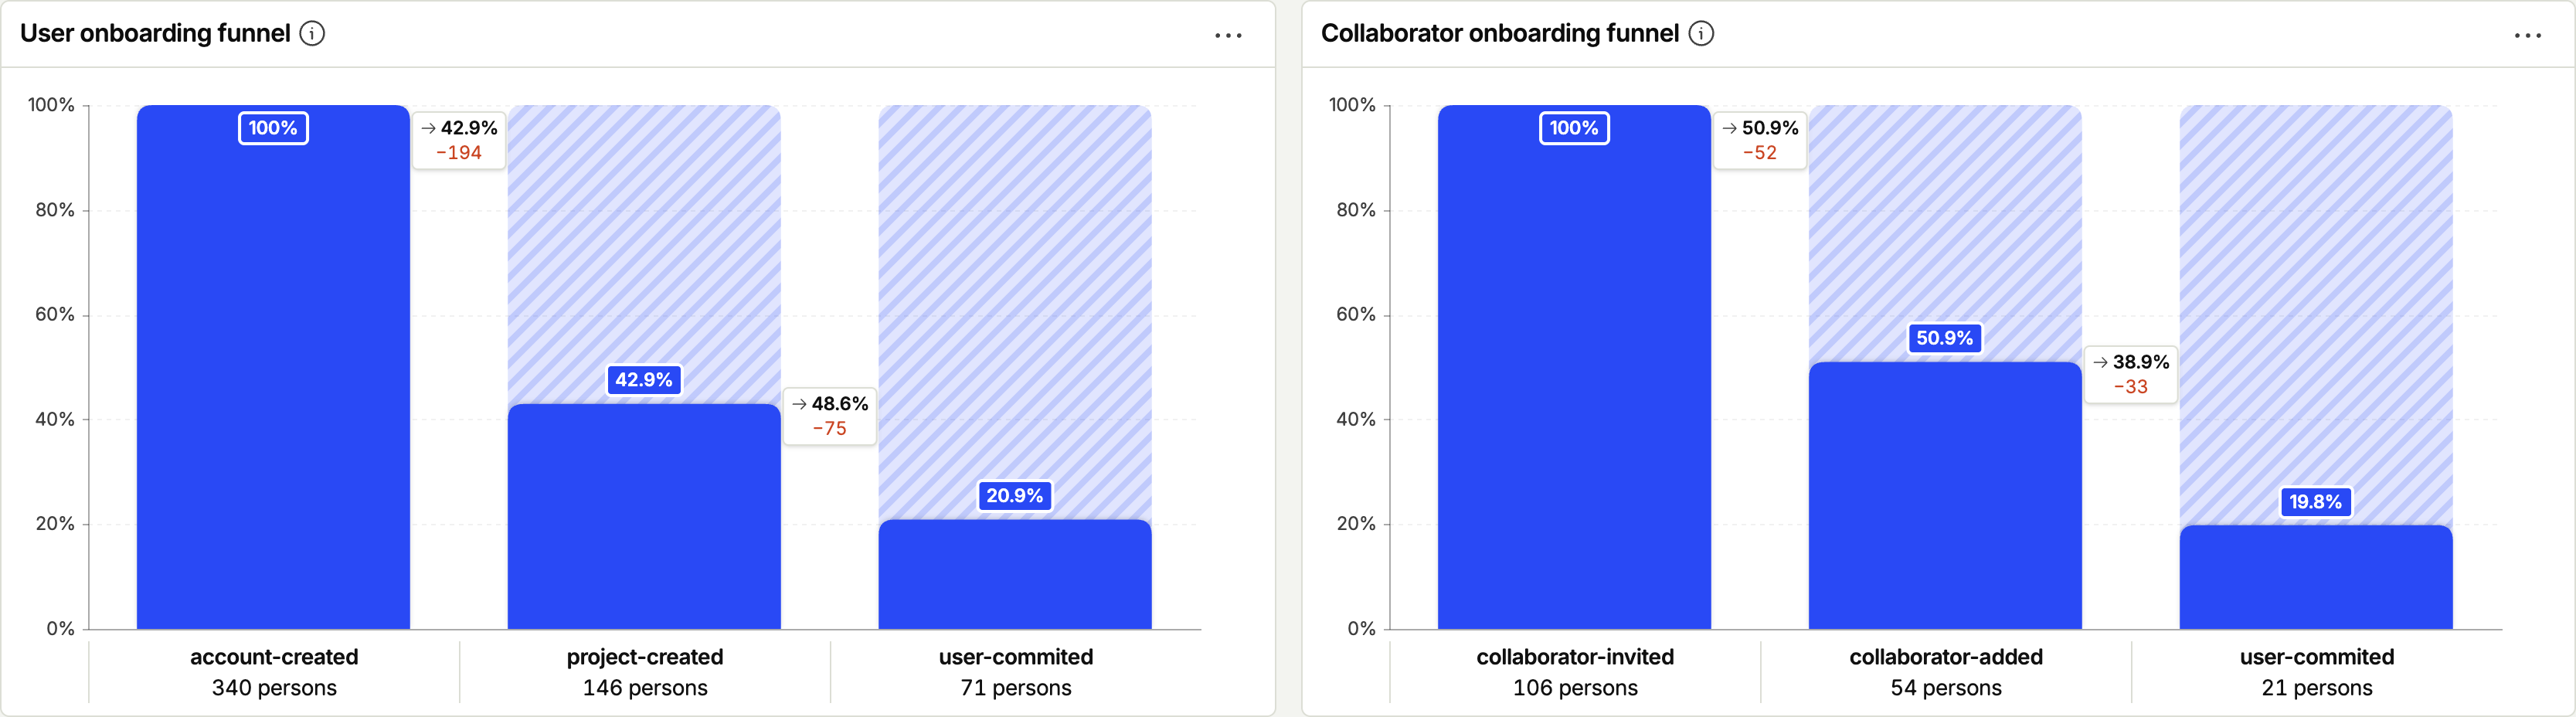 User onboarding funnel
100%
80%
60%
40%
20%
0%
100%
→ 42.9%
−194
42.9%
→ 48.6%
−75
20.9%
account-created
340 persons
project-created
146 persons
user-commited
71 persons
Collaborator onboarding funnel
100%
80%
60%
40%
20%
0%
100%
→ 50.9%
−52
50.9%
→ 38.9%
−33
19.8%
collaborator-invited
106 persons
collaborator-added
54 persons
user-commited
21 persons